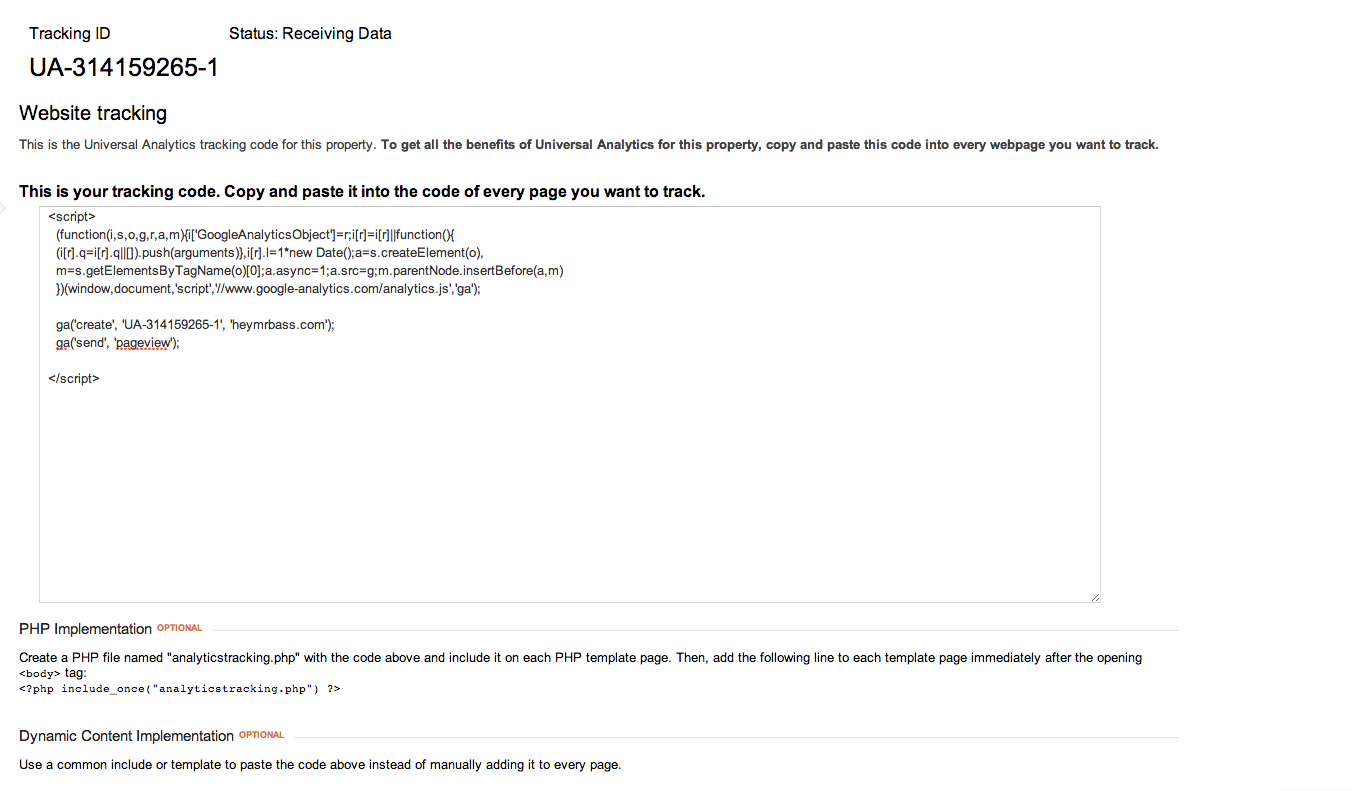 Tracking ID Status: Receiving Data
UA-314159265-1
Website tracking
This is the Universal Analytics tracking code for this property. To get all the benefits of Universal Analytics for this property, copy and paste this code into every webpage you want to track.
This is your tracking code. Copy and paste it into the code of every page you want to track.
<script>
(function(i,s,o,g,r,a,m){i['GoogleAnalyticsObject']=r;i[r]=i[r]||function(){
(i[r].q=i[r].q||[]).push(arguments)},i[r].l=1*new Date();a=s.createElement(o),
m=s.getElementsByTagName(o)[0];a.async=1;a.src=g;m.parentNode.insertBefore(a,m)
})(window,document,'script','//www.google-analytics.com/analytics.js','ga');
ga('create', 'UA-314159265-1', 'heymrbass.com');
ga('send', 'pageview');
</script>
PHP Implementation OPTIONAL
Create a PHP file named "analyticstracking.php" with the code above and include it on each PHP template page. Then, add the following line to each template page immediately after the opening
<body> tag:
<?php include_once("analyticstracking.php") ?>
Dynamic Content Implementation OPTIONAL
Use a common include or template to paste the code above instead of manually adding it to every page.